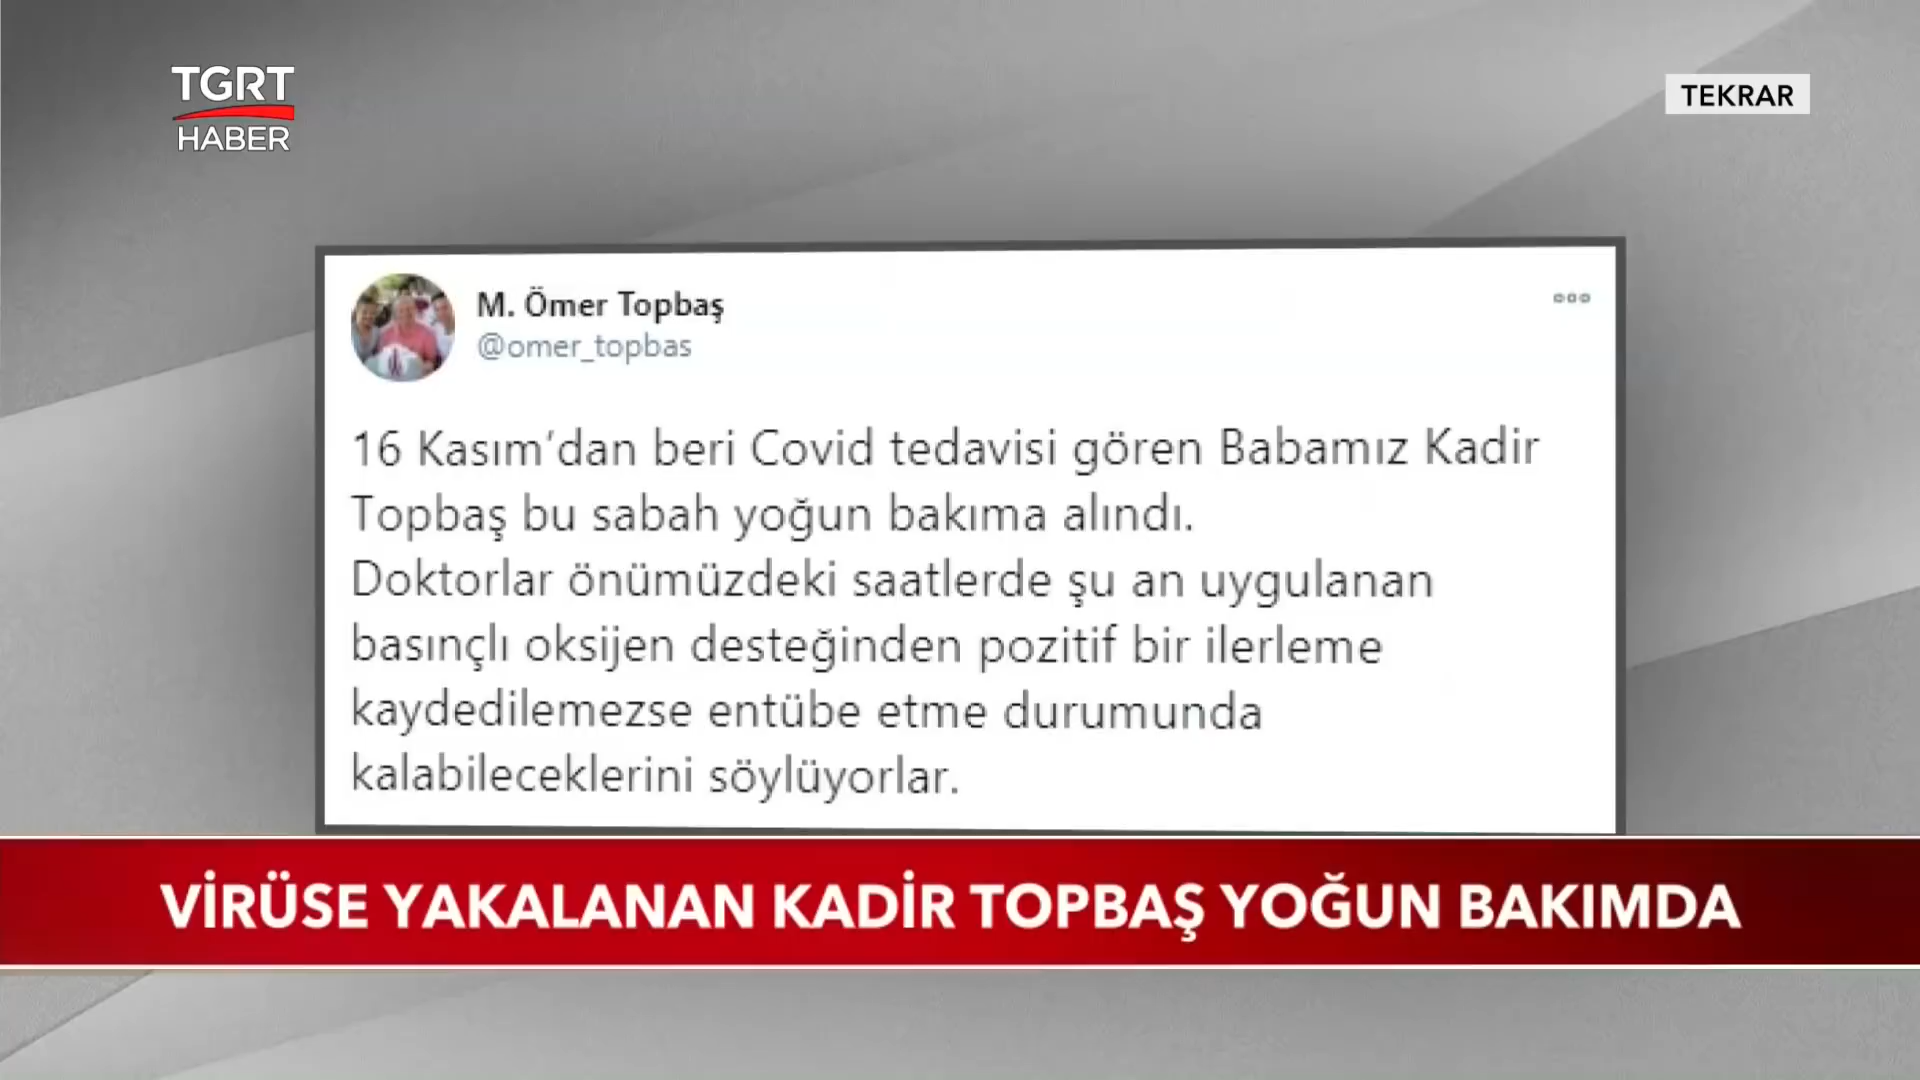 TGRT
HABER
TEKRAR
M. Ömer Topbaş
@omer_topbas
16 Kasım'dan beri Covid tedavisi gören Babamız Kadir
Topbaş bu sabah yoğun bakıma alındı.
Doktorlar önümüzdeki saatlerde şu an uygulanan
basınçlı oksijen desteğinden pozitif bir ilerleme
kaydedilemezse entübe etme durumunda
kalabileceklerini söylüyorlar.
VİRÜSE YAKALANAN KADİR TOPBAŞ YOĞUN BAKIMDA